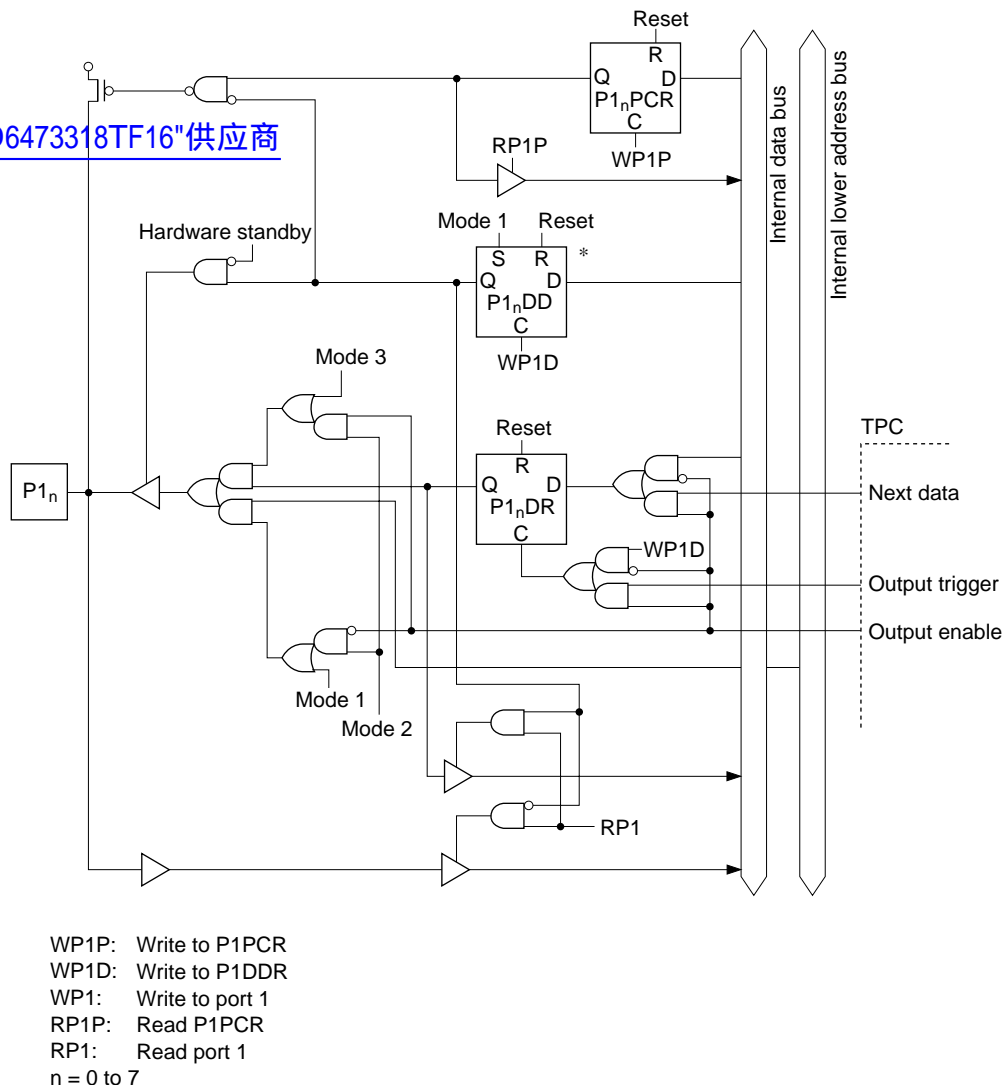 Reset
R
Q D
P1nPCR
C
WP1P
D6473318TF16"供应商
RP1P
Internal data bus
Internal lower address bus
Hardware standby
Mode 1 Reset
S R *
Q D
P1nDD
C
WP1D
Mode 3
Reset
R
Q D
P1nDR
C
TPC
P1n
Next data
WP1D
Output trigger
Output enable
Mode 1
Mode 2
RP1
WP1P: Write to P1PCR
WP1D: Write to P1DDR
WP1: Write to port 1
RP1P: Read P1PCR
RP1: Read port 1
n = 0 to 7